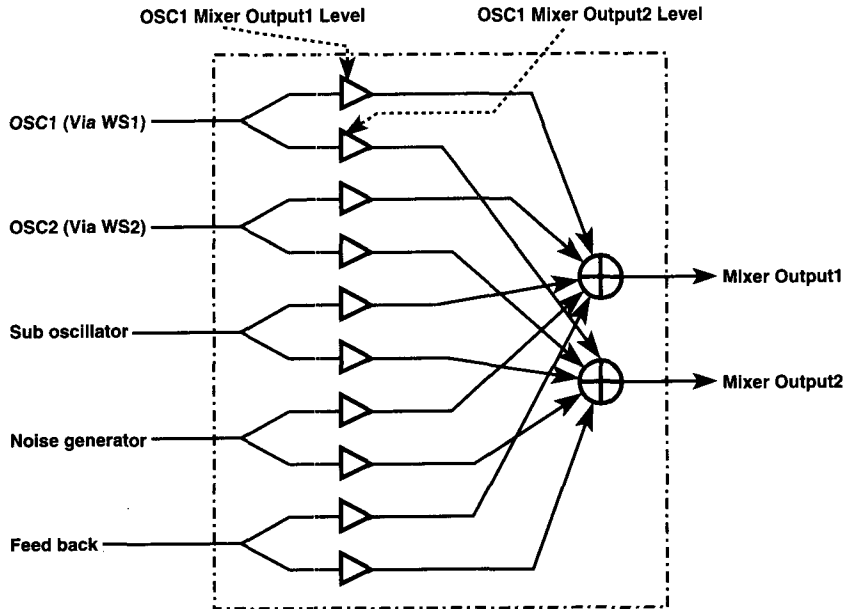 OSC1 Mixer Output1 Level
OSC1 Mixer Output2 Level
OSC1 (Via WS1)
OSC2 (Via WS2)
Mixer Output1
Sub oscillator
Mixer Output2
Noise generator
Feed back